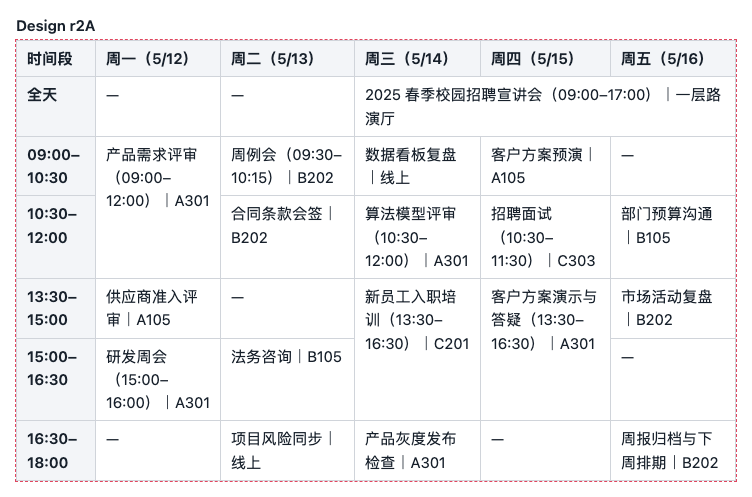 Design r2A
时间段
周一（5/12）
周二（5/13）
周三（5/14）
周四（5/15）
周五（5/16）
全天
—
—
2025 春季校园招聘宣讲会（09:00–17:00）｜一层路
演厅
09:00–
10:30
产品需求评审
（09:00–
12:00）｜A301
周例会（09:30–
10:15）｜B202
数据看板复盘
｜线上
客户方案预演｜
A105
—
10:30–
12:00
合同条款会签｜
B202
算法模型评审
（10:30–
12:00）｜A301
招聘面试
（10:30–
11:30）｜C303
部门预算沟通
｜B105
13:30–
15:00
供应商准入评
审｜A105
—
新员工入职培
训（13:30–
16:30）｜C201
客户方案演示与
答疑（13:30–
16:30）｜A301
市场活动复盘
｜B202
15:00–
16:30
研发周会
（15:00–
16:00）｜A301
法务咨询｜B105
—
16:30–
18:00
—
项目风险同步｜
线上
产品灰度发布
检查｜A301
—
周报归档与下
周排期｜B202